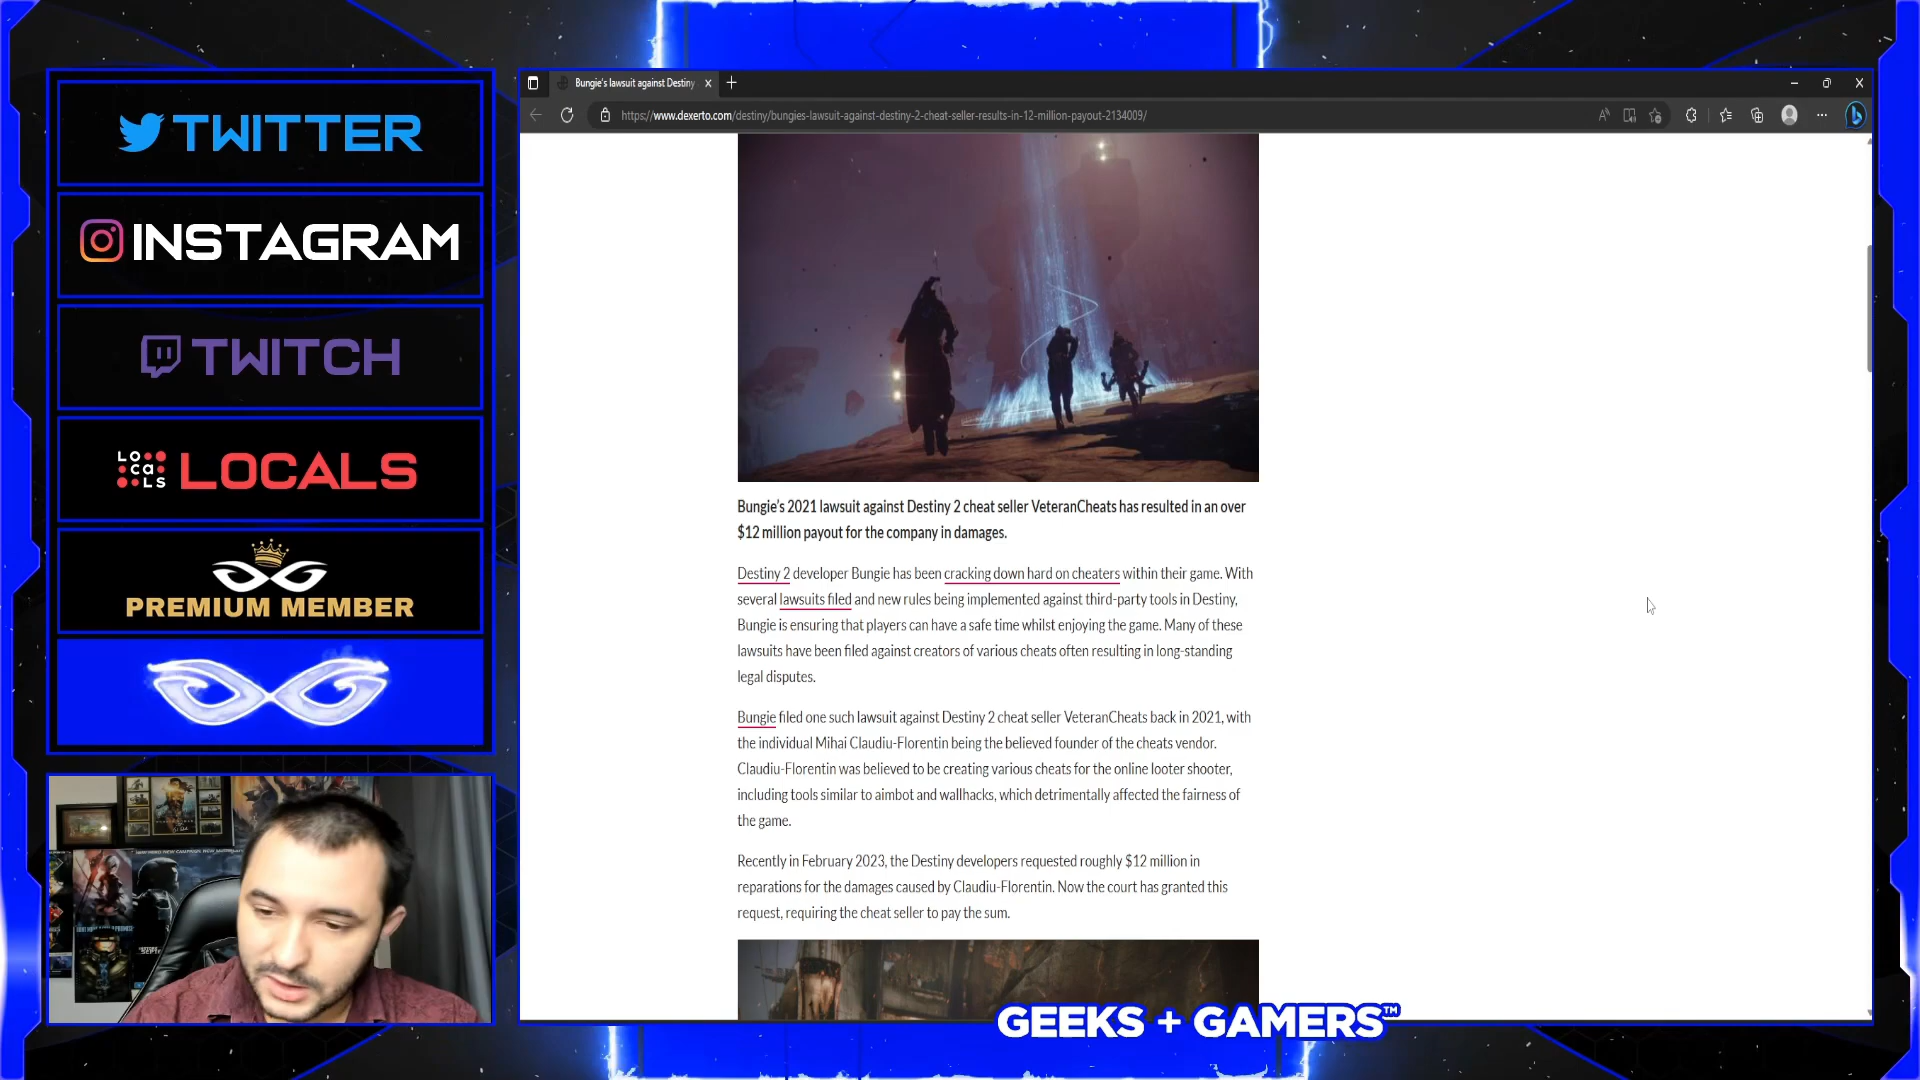 TWITTER
INSTAGRAM
TWITCH
LOCALS
LOCALS
PREMIUM MEMBER
Bungie's lawsuit against Destiny
https://www.dexerto.com/destiny/bungies-lawsuit-against-destiny-2-cheat-seller-results-in-12-million-payout-2134009/
Bungie's 2021 lawsuit against Destiny 2 cheat seller VeteranCheats has resulted in an over
$12 million payout for the company in damages.
Destiny 2 developer Bungie has been cracking down hard on cheaters within their game. With
several lawsuits filed and new rules being implemented against third-party tools in Destiny,
Bungie is ensuring that players can have a safe time whilst enjoying the game. Many of these
lawsuits have been filed against creators of various cheats often resulting in long-standing
legal disputes.
Bungie filed one such lawsuit against Destiny 2 cheat seller VeteranCheats back in 2021, with
the individual Mihai Claudiu-Florentin being the believed founder of the cheats vendor.
Claudiu-Florentin was believed to be creating various cheats for the online looter shooter,
including tools similar to aimbot and wallhacks, which detrimentally affected the fairness of
the game.
Recently in February 2023, the Destiny developers requested roughly $12 million in
reparations for the damages caused by Claudiu-Florentin. Now the court has granted this
request, requiring the cheat seller to pay the sum.
GEEKS + GAMERS™